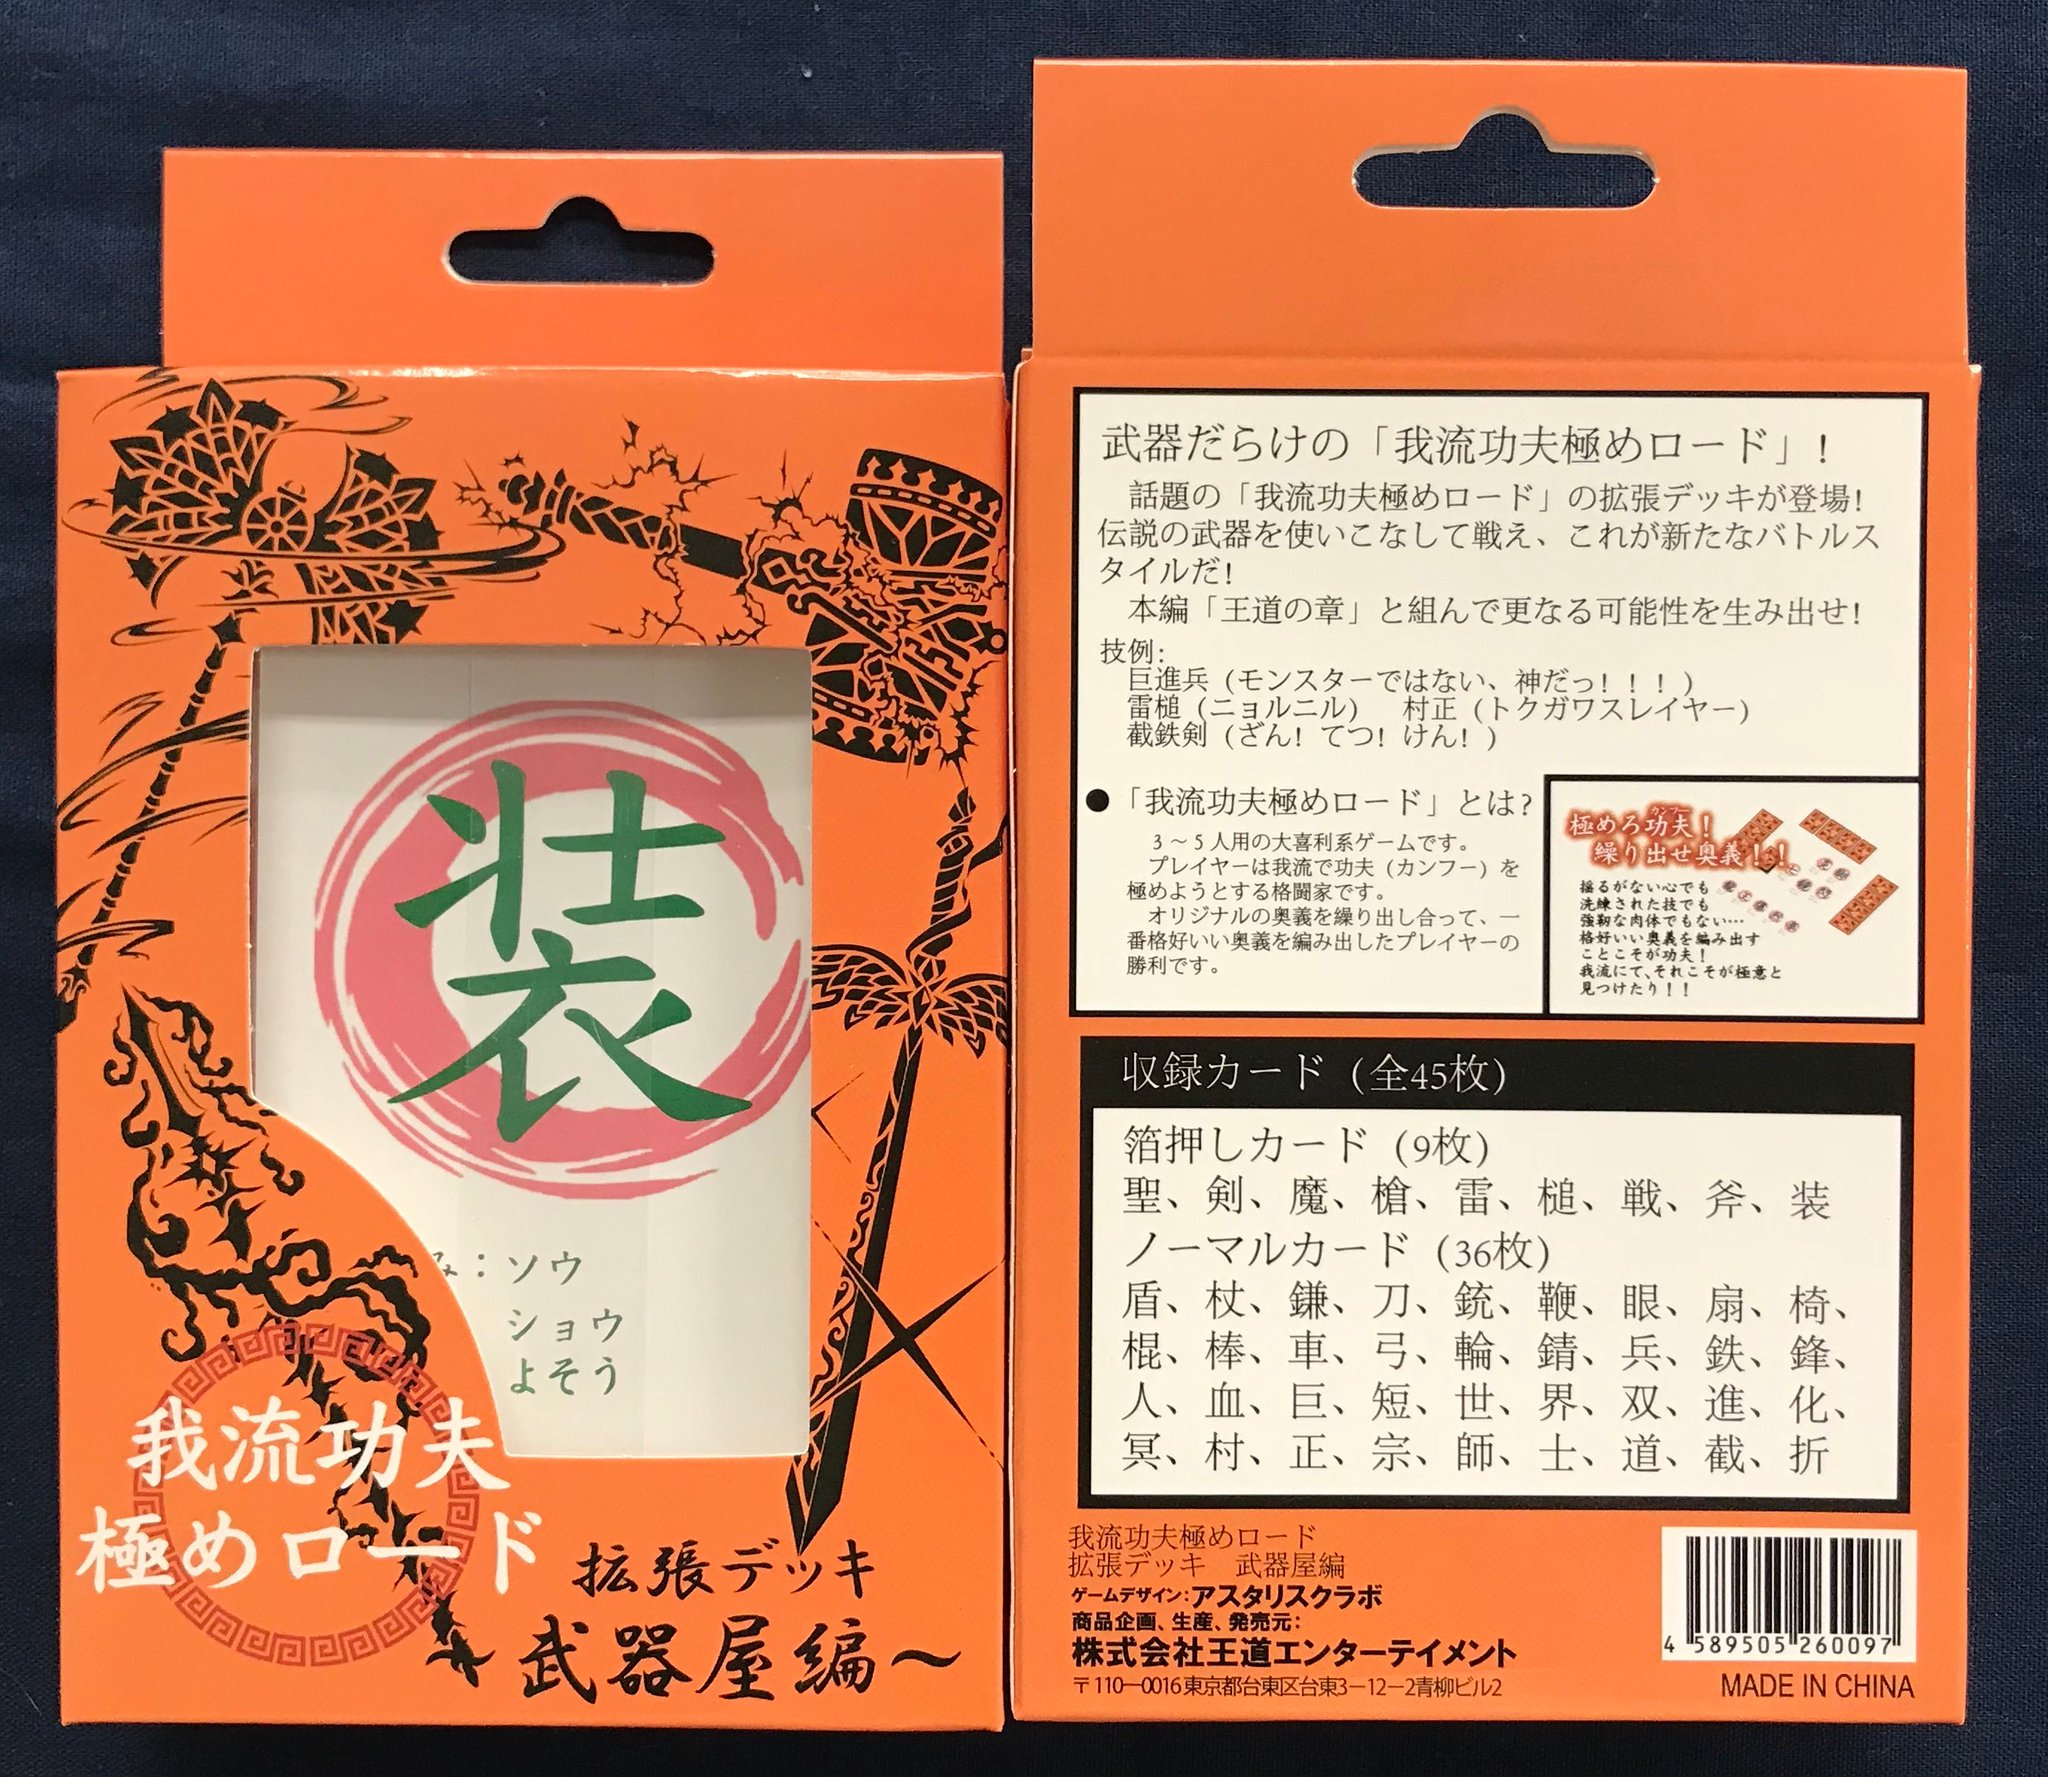 装
み：ソウ
ショウ
よそう
我流功夫
極めロード
拡張デッキ
～武器屋編～
武器だらけの「我流功夫極めロード」！
話題の「我流功夫極めロード」の拡張デッキが登場！
伝説の武器を使いこなして戦え、これが新たなバトルス
タイルだ！
本編「王道の章」と組んで更なる可能性を生み出せ！
技例：
巨進兵（モンスターではない、神だっ！！！）
雷槌（ニョルニル）　村正（トクガワスレイヤー）
截鉄剣（ざん！てつ！けん！）
●「我流功夫極めロード」とは？
3～5人用の大喜利系ゲームです。
プレイヤーは我流で功夫（カンフー）を
極めようとする格闘家です。
オリジナルの奥義を繰り出し合って、一
番格好いい奥義を編み出したプレイヤーの
勝利です。
カンフー
極めろ功夫！
繰り出せ奥義！！
揺るがない心でも
洗練された技でも
強靭な肉体でもない…
格好いい奥義を編み出す
ことこそが功夫！
我流にて、それこそが極意と
見つけたり！！
収録カード（全45枚）
箔押しカード（9枚）
聖、剣、魔、槍、雷、槌、戦、斧、装
ノーマルカード（36枚）
盾、杖、鎌、刀、銃、鞭、眼、扇、椅、
棍、棒、車、弓、輪、錆、兵、鉄、鋒、
人、血、巨、短、世、界、双、進、化、
冥、村、正、宗、師、士、道、截、折
我流功夫極めロード
拡張デッキ　武器屋編
ゲームデザイン：アスタリスクラボ
商品企画、生産、発売元：
株式会社王道エンターテイメント
〒110-0016東京都台東区台東3-12-2青柳ビル2
4 589505 260097
MADE IN CHINA